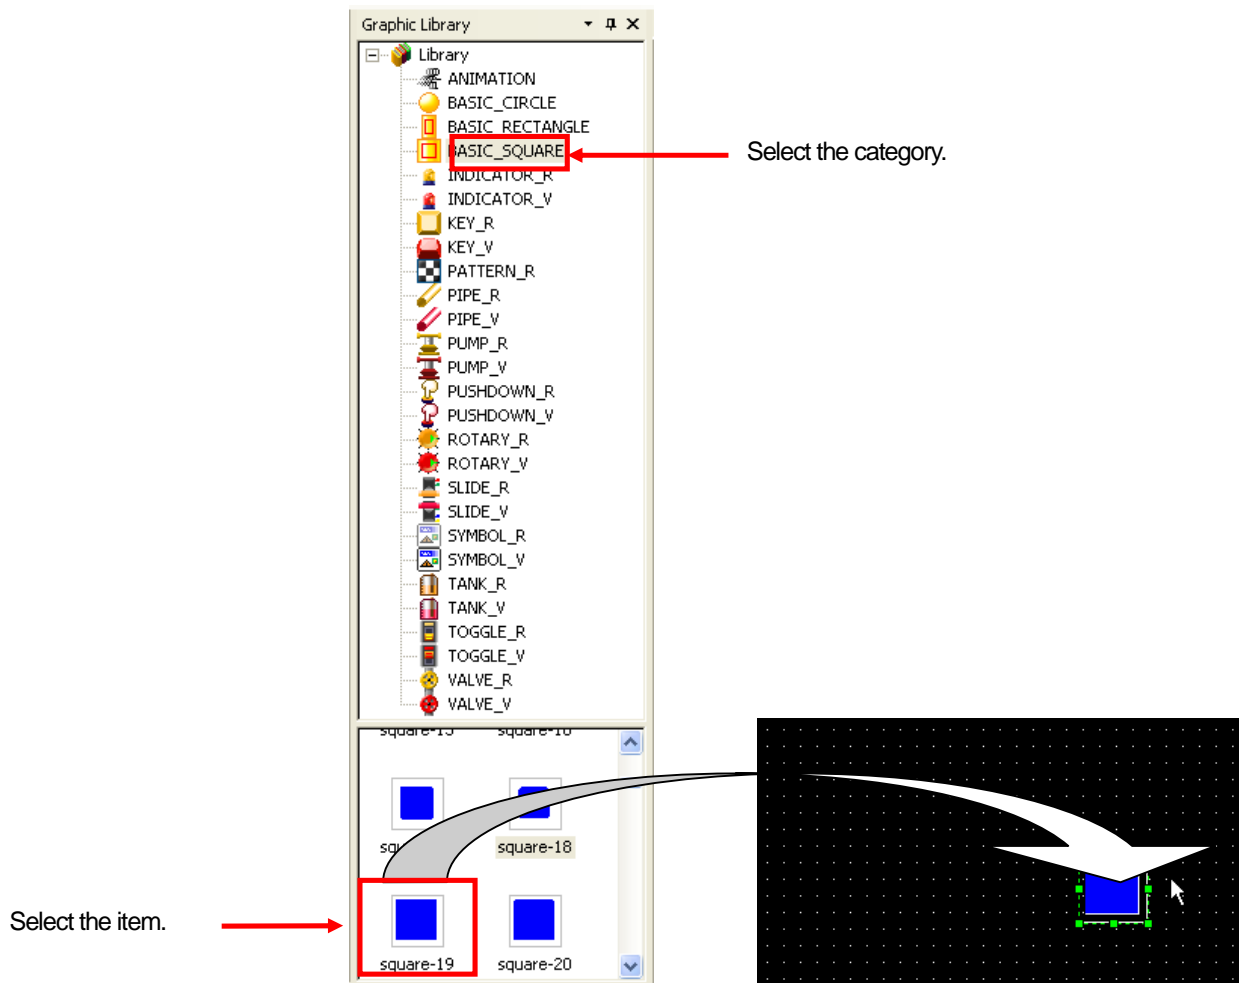 Graphic Library
Library
ANIMATION
BASIC_CIRCLE
BASIC_RECTANGLE
BASIC_SQUARE
Select the category.
INDICATOR_R
INDICATOR_V
KEY_R
KEY_V
PATTERN_R
PIPE_R
PIPE_V
PUMP_R
PUMP_V
PUSHDOWN_R
PUSHDOWN_V
ROTARY_R
ROTARY_V
SLIDE_R
SLIDE_V
SYMBOL_R
SYMBOL_V
TANK_R
TANK_V
TOGGLE_R
TOGGLE_V
VALVE_R
VALVE_V
square-18
Select the item.
square-19 square-20